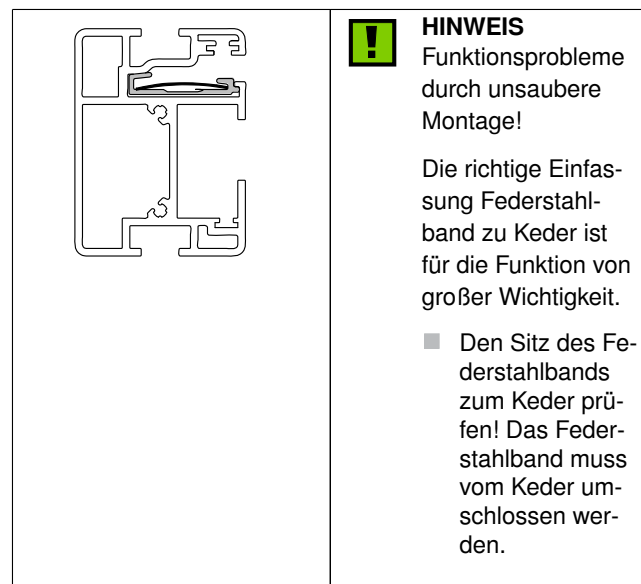 HINWEIS
Funktionsprobleme
durch unsaubere
Montage!
Die richtige Einfas-
sung Federstahl-
band zu Keder ist
für die Funktion von
großer Wichtigkeit.
Den Sitz des Fe-
derstahlbands
zum Keder prü-
fen! Das Feder-
stahlband muss
vom Keder um-
schlossen wer-
den.